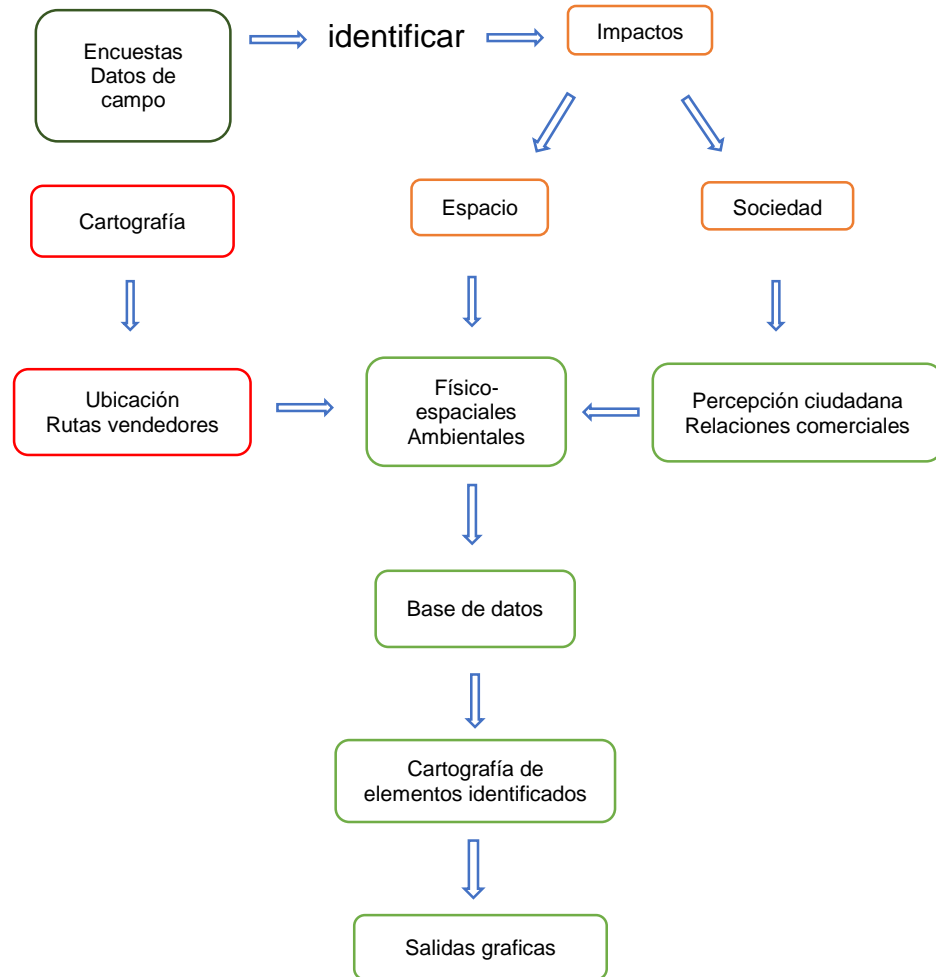 Encuestas
Datos de
campo
identificar
Impactos
Cartografía
Espacio
Sociedad
Ubicación
Rutas vendedores
Físico-
espaciales
Ambientales
Percepción ciudadana
Relaciones comerciales
Base de datos
Cartografía de
elementos identificados
Salidas graficas